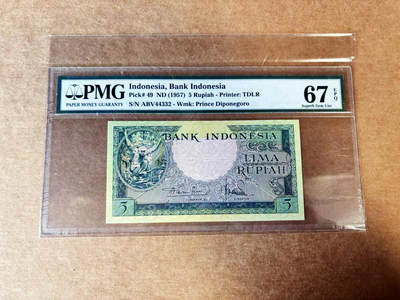 PMG
PAPER MONEY GUARANTY
Indonesia, Bank Indonesia
Pick# 49 ND (1957) 5 Rupiah - Printer: TDLR
S/N ABV44332 - Wmk: Prince Diponegoro
67 EPQ
Superb Gem Unc
BANK INDONESIA
LIMA
RUPIAH
5
5